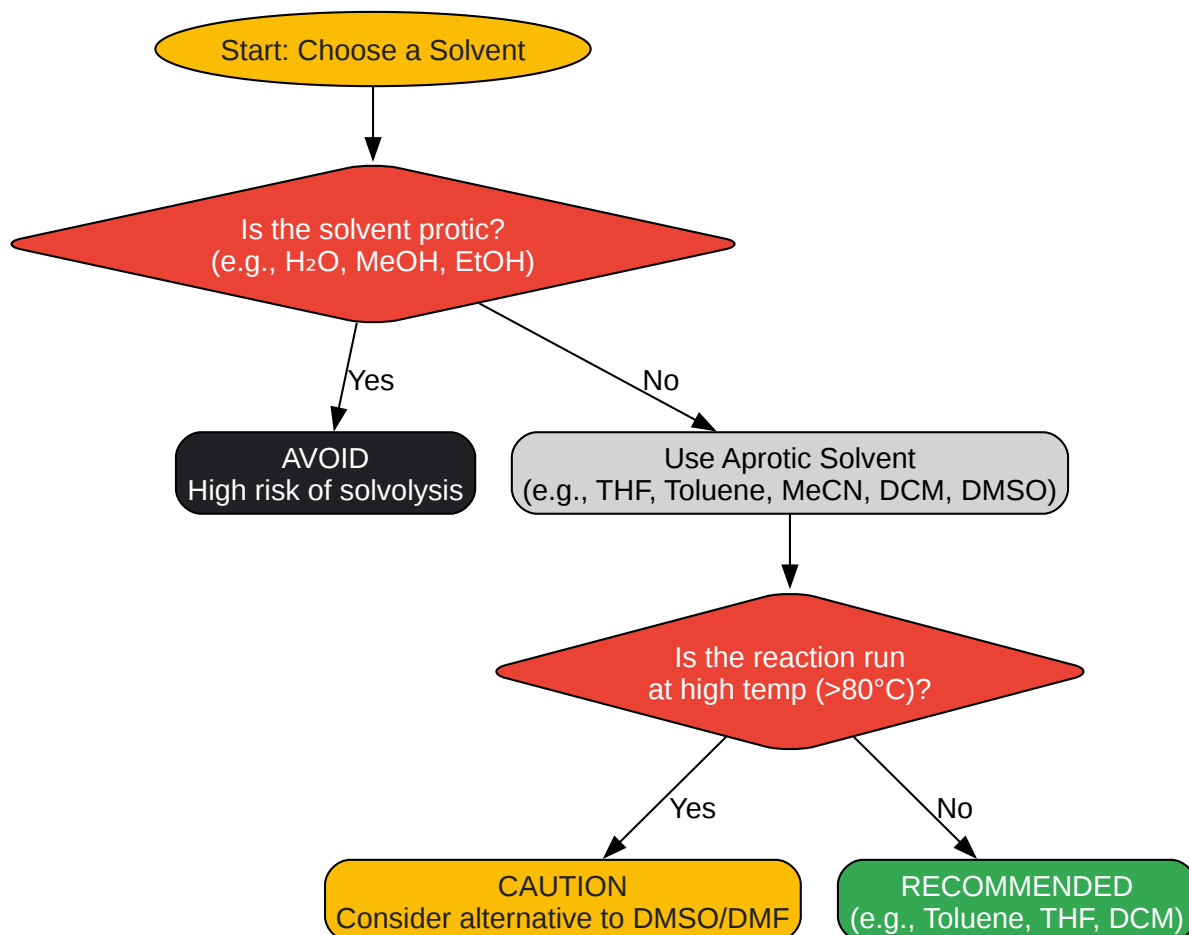 Start: Choose a Solvent
Is the solvent protic?
(e.g., H₂O, MeOH, EtOH)
Yes
No
AVOID
High risk of solvolysis
Use Aprotic Solvent
(e.g., THF, Toluene, MeCN, DCM, DMSO)
Is the reaction run
at high temp (>80°C)?
Yes
No
CAUTION
Consider alternative to DMSO/DMF
RECOMMENDED
(e.g., Toluene, THF, DCM)